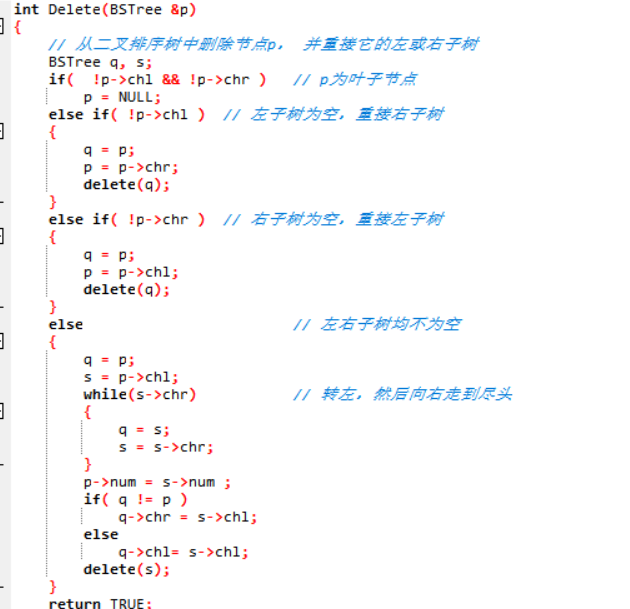 int Delete(BSTree &p)
{
// 从二叉排序树中删除节点p， 并重接它的左或右子树
BSTree q, s;
if( !p->chl && !p->chr ) // p为叶子节点
p = NULL;
else if( !p->chl ) // 左子树为空，重接右子树
{
q = p;
p = p->chr;
delete(q);
}
else if( !p->chr ) // 右子树为空，重接左子树
{
q = p;
p = p->chl;
delete(q);
}
else // 左右子树均不为空
{
q = p;
s = p->chl;
while(s->chr) // 转左，然后向右走到尽头
{
q = s;
s = s->chr;
}
p->num = s->num ;
if( q != p )
q->chr = s->chl;
else
q->chl= s->chl;
delete(s);
}
return TRUE;